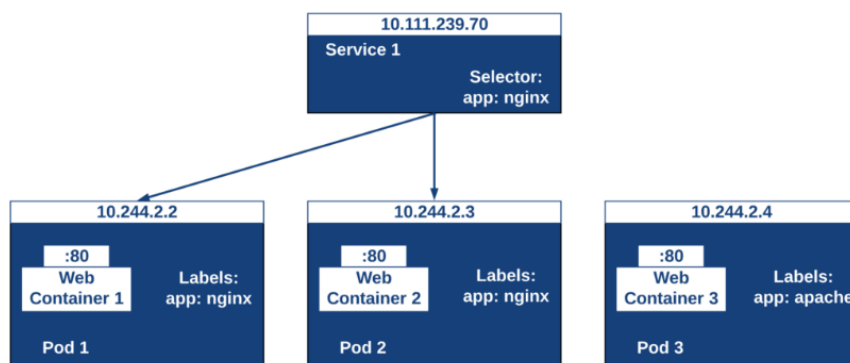 10.111.239.70
Service 1
Selector:
app: nginx
10.244.2.2
:80
Web
Container 1
Labels:
app: nginx
Pod 1
10.244.2.3
:80
Web
Container 2
Labels:
app: nginx
Pod 2
10.244.2.4
:80
Web
Container 3
Labels:
app: apache
Pod 3